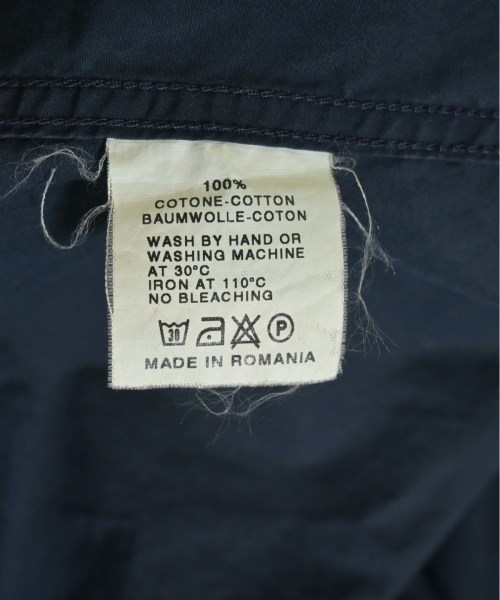 100%
COTONE-COTTON
BAUMWOLLE-COTON
WASH BY HAND OR
WASHING MACHINE
AT 30°C
IRON AT 110°C
NO BLEACHING
30 P
MADE IN ROMANIA